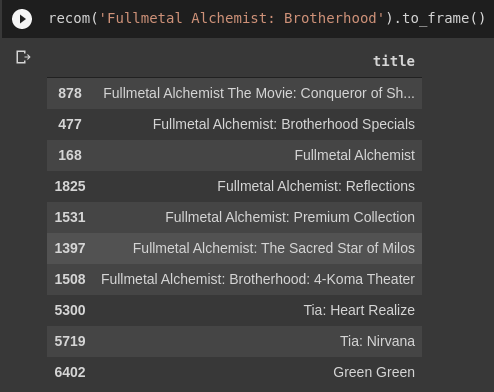 recom('Fullmetal Alchemist: Brotherhood').to_frame()
title
878 Fullmetal Alchemist The Movie: Conqueror of Sh...
477 Fullmetal Alchemist: Brotherhood Specials
168 Fullmetal Alchemist
1825 Fullmetal Alchemist: Reflections
1531 Fullmetal Alchemist: Premium Collection
1397 Fullmetal Alchemist: The Sacred Star of Milos
1508 Fullmetal Alchemist: Brotherhood: 4-Koma Theater
5300 Tia: Heart Realize
5719 Tia: Nirvana
6402 Green Green